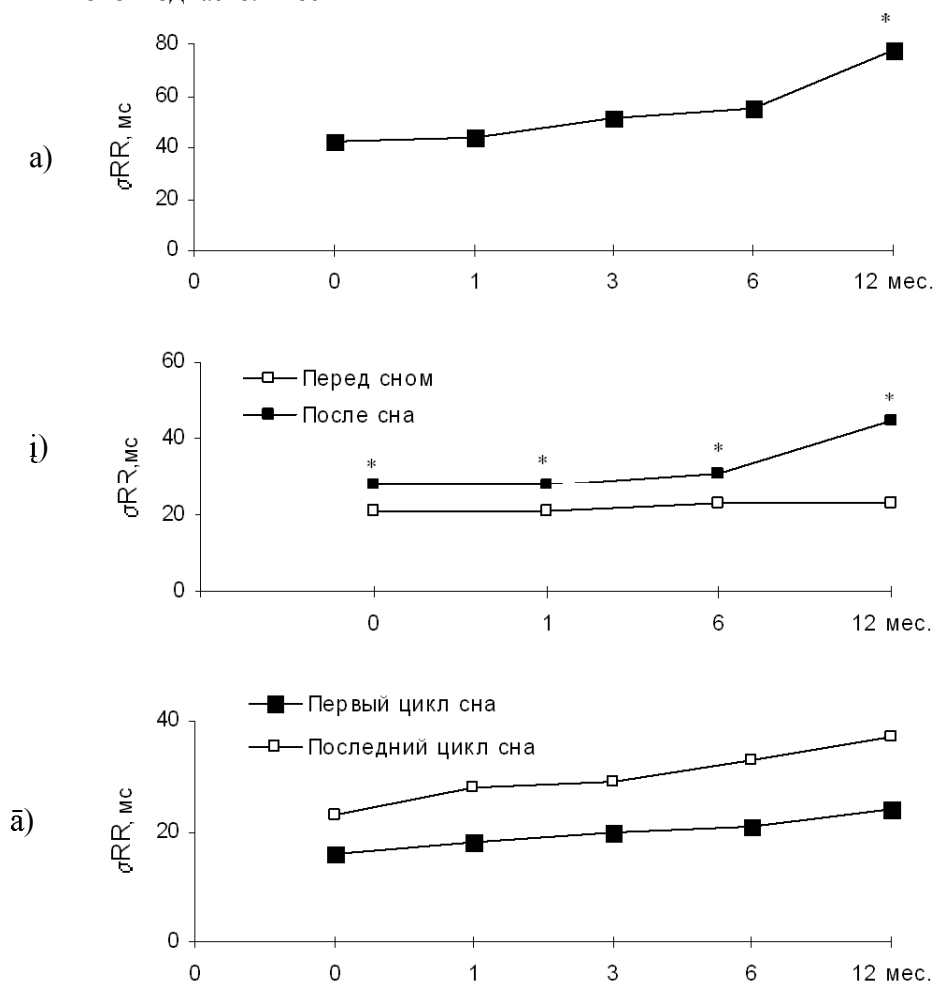 *
80
60
40
20
0
σRR, мс
а)
0 0 1 3 6 12 мес.
60
40
20
0
Перед сном
После сна
* * * *
σRR,мс
į)
0 1 6 12 мес.
40
20
0
Первый цикл сна
Последний цикл сна
σRR, мс
ā)
0 0 1 3 6 12 мес.